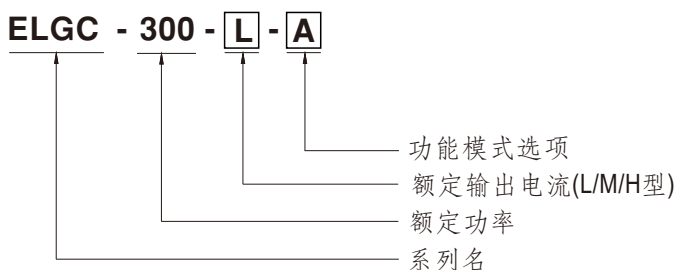 ELGC - 300 - L - A
功能模式选项
额定输出电流(L/M/H型)
额定功率
系列名